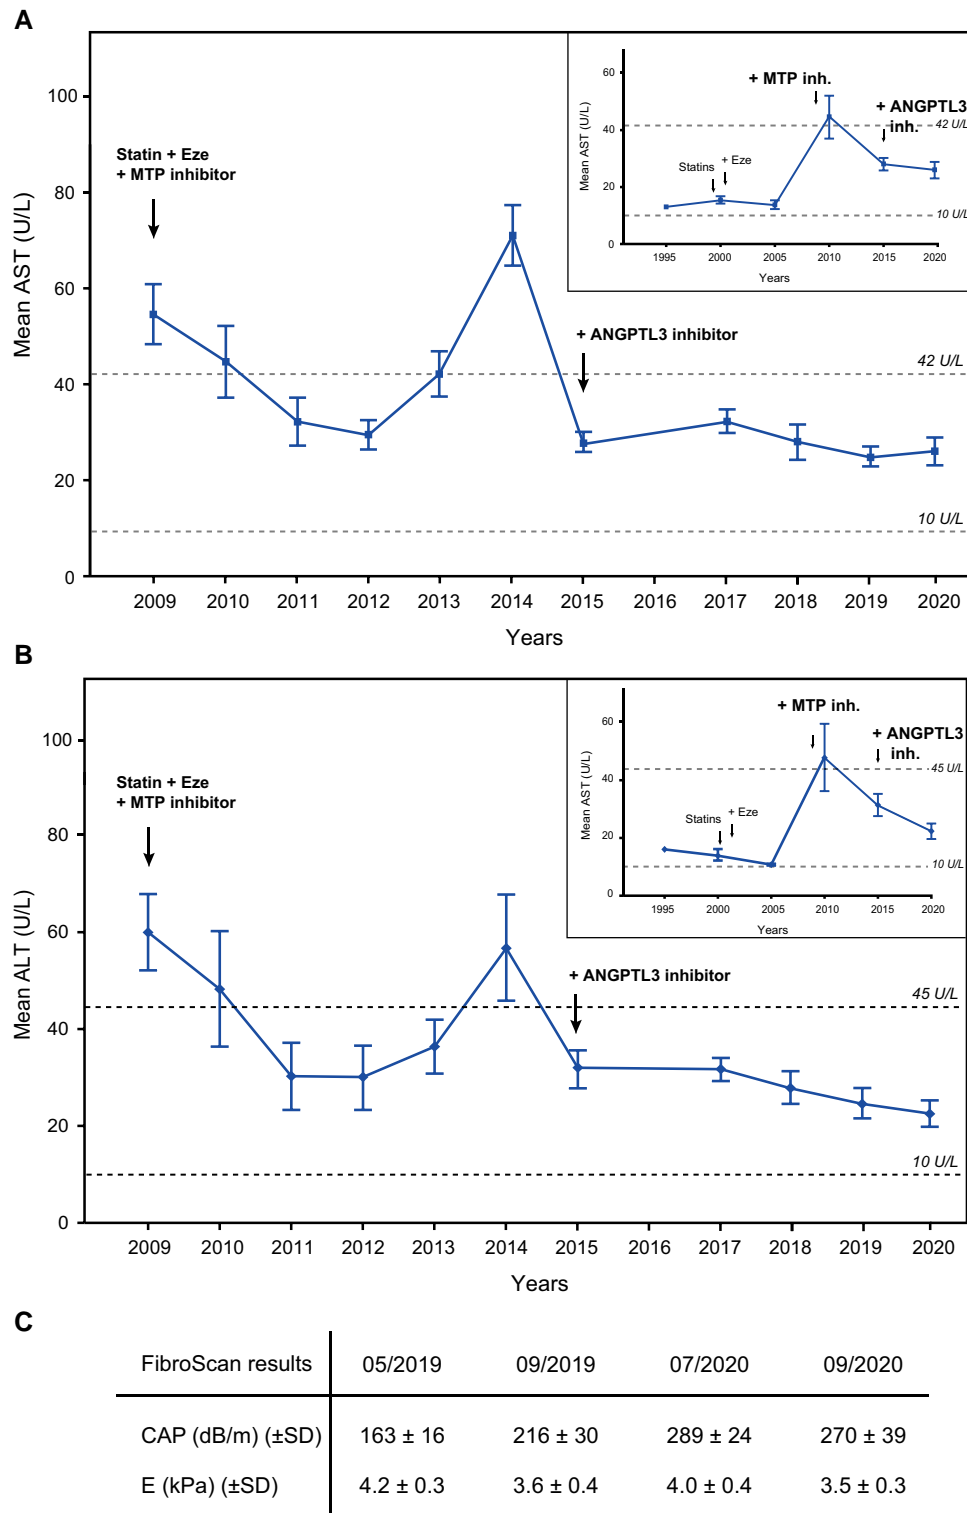 A
100
80
60
40
20
0
Mean AST (U/L)
Statin + Eze
+ MTP inhibitor
+ ANGPTL3 inhibitor
42 U/L
10 U/L
2009 2010 2011 2012 2013 2014 2015 2016 2017 2018 2019 2020
Years
60
40
20
0
Mean AST (U/L)
+ MTP inh.
+ ANGPTL3
inh.
42 U/L
Statins
+ Eze
10 U/L
1995 2000 2005 2010 2015 2020
Years
B
100
80
60
40
20
0
Mean ALT (U/L)
Statin + Eze
+ MTP inhibitor
+ ANGPTL3 inhibitor
45 U/L
10 U/L
2009 2010 2011 2012 2013 2014 2015 2016 2017 2018 2019 2020
Years
60
40
20
0
Mean AST (U/L)
+ MTP inh.
+ ANGPTL3
inh.
45 U/L
Statins
+ Eze
10 U/L
1995 2000 2005 2010 2015 2020
Years
C
FibroScan results 05/2019 09/2019 07/2020 09/2020
CAP (dB/m) (±SD) 163 ± 16 216 ± 30 289 ± 24 270 ± 39
E (kPa) (±SD) 4.2 ± 0.3 3.6 ± 0.4 4.0 ± 0.4 3.5 ± 0.3